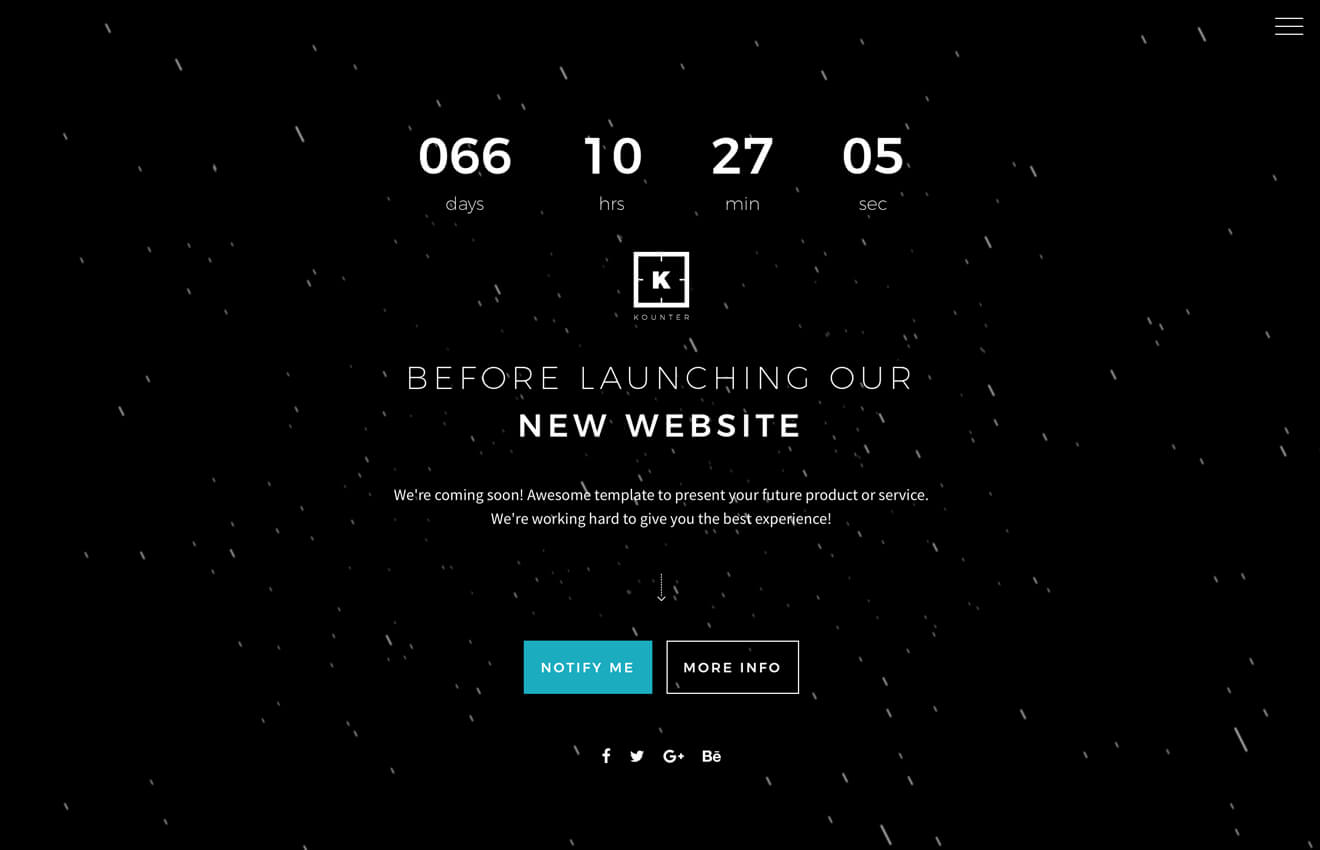 066 10 27 05
days hrs min sec
K
KOUNTER
BEFORE LAUNCHING OUR
NEW WEBSITE
We're coming soon! Awesome template to present your future product or service.
We're working hard to give you the best experience!
NOTIFY ME MORE INFO
f G+ Bē